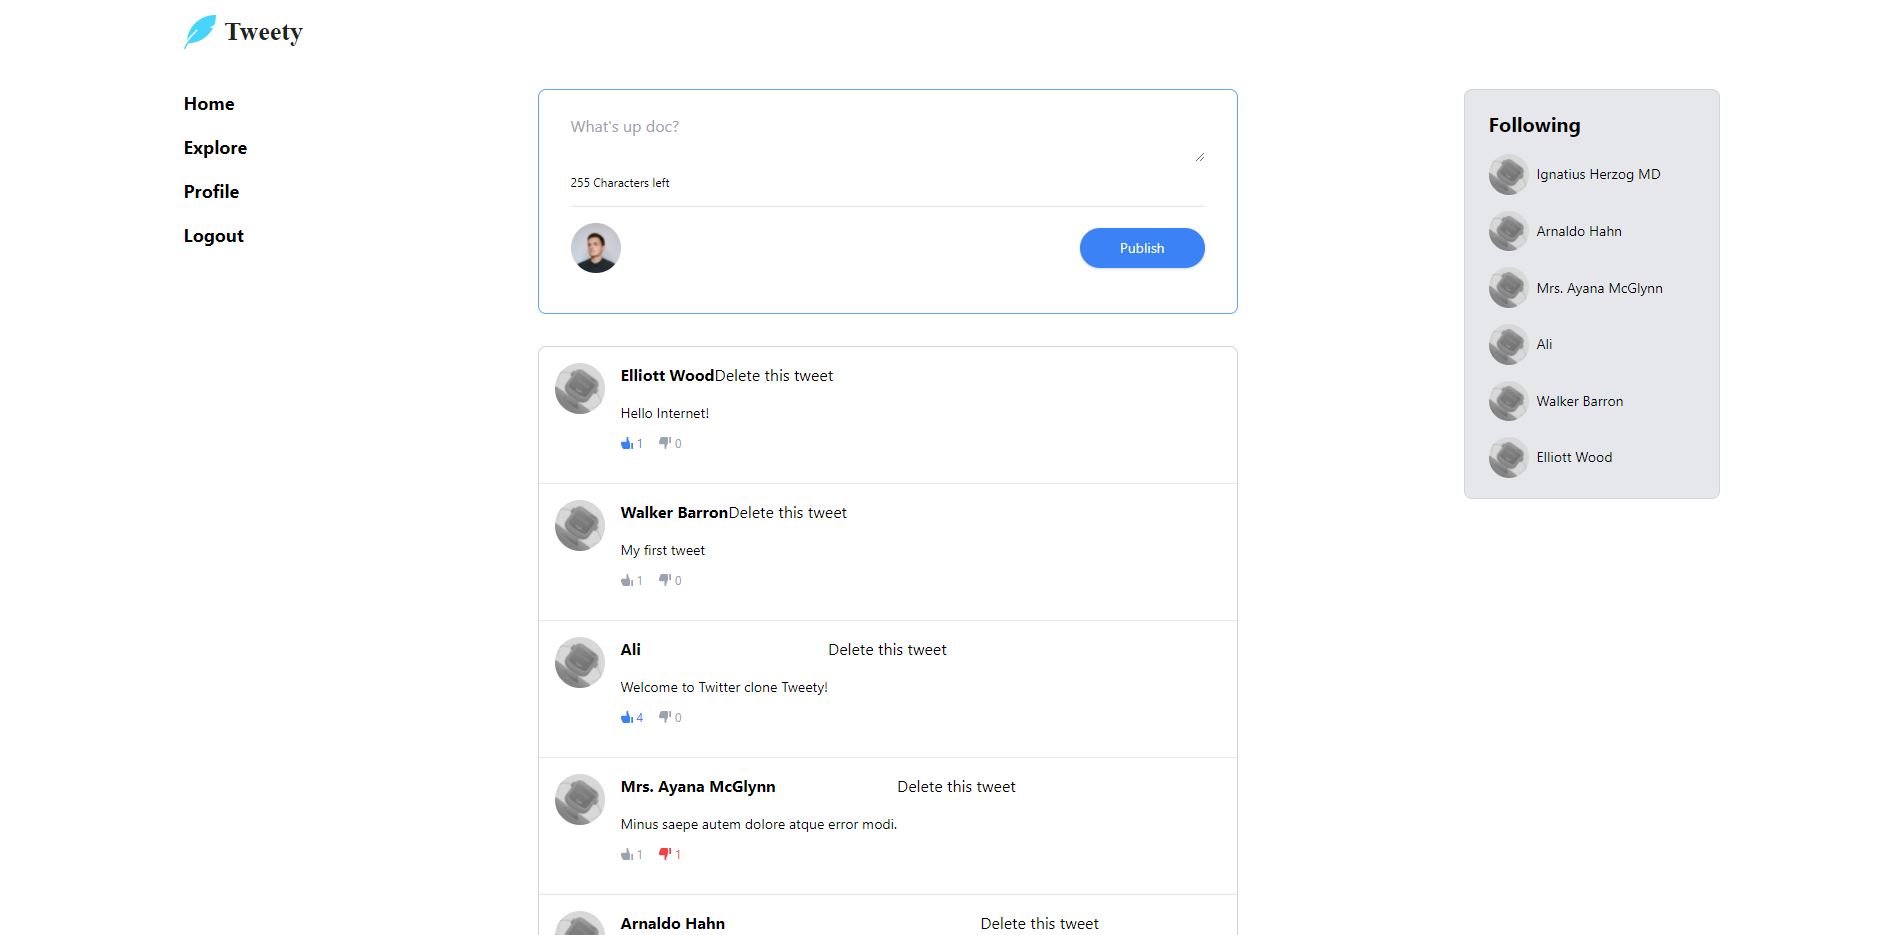 Tweety
Home
Explore
Profile
Logout
What's up doc?
255 Characters left
Publish
Elliott WoodDelete this tweet
Hello Internet!
1 0
Walker BarronDelete this tweet
My first tweet
1 0
Ali Delete this tweet
Welcome to Twitter clone Tweety!
4 0
Mrs. Ayana McGlynn Delete this tweet
Minus saepe autem dolore atque error modi.
1 1
Arnaldo Hahn Delete this tweet
Following
Ignatius Herzog MD
Arnaldo Hahn
Mrs. Ayana McGlynn
Ali
Walker Barron
Elliott Wood